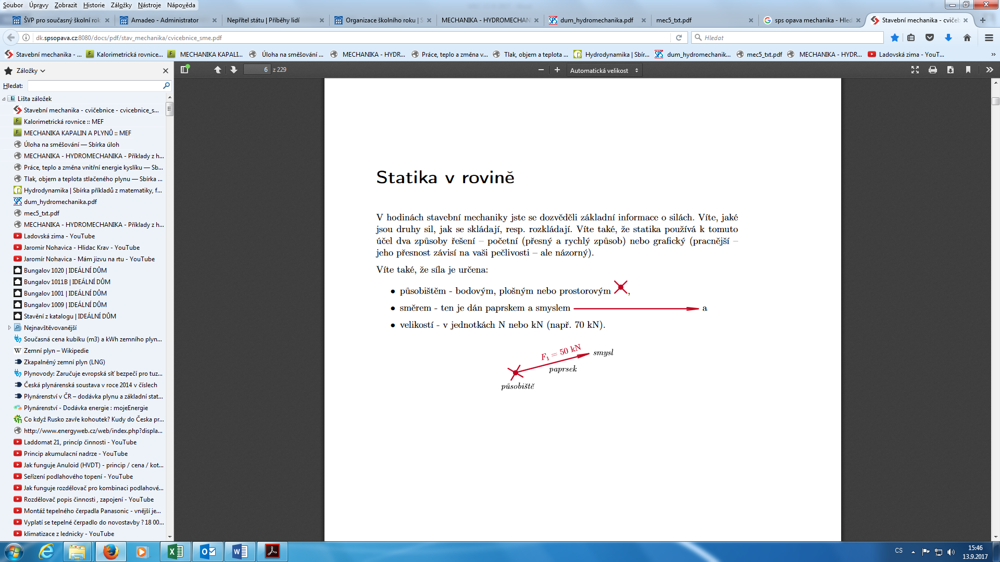 Soubor Úpravy Zobrazit Historie Záložky Nástroje Nápověda
ŠVP pro současný školní rok
Amadeo - Administrator
Nepřítel státu | Příběhy lidí
Organizace školního roku | S
MECHANIKA - HYDROMECHAN
dum_hydromechanika.pdf
mec5_txt.pdf
sps opava mechanika - Hled
Stavební mechanika - cvičeb
dk.spsopava.cz:8080/docs/pdf/stav_mechanika/cvicebnice_sme.pdf
Hledat
Stavební mechanika - ...
Kalorimetrická rovnice...
MECHANIKA KAPALI...
Úloha na směšování ...
MECHANIKA - HYDR...
Práce, teplo a změna v...
Tlak, objem a teplota ...
Hydrodynamika | Sbír...
dum_hydromechanik...
mec5_txt.pdf
MECHANIKA - HYDR...
Ladovská zima - YouT...
Záložky
6 z 229
Automatická velikost
Hledat:
Lišta záložek
Stavební mechanika - cvičebnice - cvicebnice_s...
Kalorimetrická rovnice :: MEF
MECHANIKA KAPALIN A PLYNŮ :: MEF
Úloha na směšování — Sbírka úloh
MECHANIKA - HYDROMECHANIKA - Příklady z h...
Práce, teplo a změna vnitřní energie kyslíku — Sb...
Tlak, objem a teplota stlačeného plynu — Sbírka ...
Hydrodynamika | Sbírka příkladů z matematiky, f...
dum_hydromechanika.pdf
mec5_txt.pdf
MECHANIKA - HYDROMECHANIKA - Příklady z h...
Ladovská zima - YouTube
Jaromir Nohavica - Hlidac Krav - YouTube
Jaromír Nohavica - Mám jizvu na rtu - YouTube
Bungalov 1020 | IDEÁLNÍ DŮM
Bungalov 1011B | IDEÁLNÍ DŮM
Bungalov 1001 | IDEÁLNÍ DŮM
Bungalov 1009 | IDEÁLNÍ DŮM
Stavění z katalogu | IDEÁLNÍ DŮM
Nejnavštěvovanější
Současná cena kubíku (m3) a kWh zemního plyn...
Zemní plyn – Wikipedie
Zkapalněný zemní plyn (LNG)
Plynovody: Zaručuje evropská síť bezpečí pro tuz...
Česká plynárenská soustava v roce 2014 v číslech
Plynárenství v ČR – dodávka plynu a základní stat...
Plynárenství - Dodávka energie : mojeEnergie
Co když Rusko zavře kohoutek? Kudy do Česka pr...
http://www.energyweb.cz/web/index.php?displa...
Laddomat 21, princíp činnosti - YouTube
Princip akumulacní nadrze - YouTube
Jak funguje Anuloid (HVDT) - princip / cena / kot...
Seřízení podlahového topení - YouTube
Jak funguje rozdělovač pro kombinaci podlahové...
Rozdělovač popis činnosti , zapojení - YouTube
Montáž tepelného čerpadla Panasonic - vnější je...
Vyplatí se tepelné čerpadlo do novostavby ? 18 00...
klimatizace z lednicky - YouTube
Statika v rovině
V hodinách stavební mechaniky jste se dozvěděli základní informace o silách. Víte, jaké
jsou druhy sil, jak se skládají, resp. rozkládají. Víte také, že statika používá k tomuto
účel dva způsoby řešení – početní (přesný a rychlý způsob) nebo grafický (pracnější –
jeho přesnost závisí na vaši pečlivosti – ale názorný).
Víte také, že síla je určena:
• působištěm - bodovým, plošným nebo prostorovým ,
• směrem - ten je dán paprskem a smyslem a
• velikostí - v jednotkách N nebo kN (např. 70 kN).
F₁ = 50 kN
smysl
paprsek
působiště
CS
15:46
13.9.2017